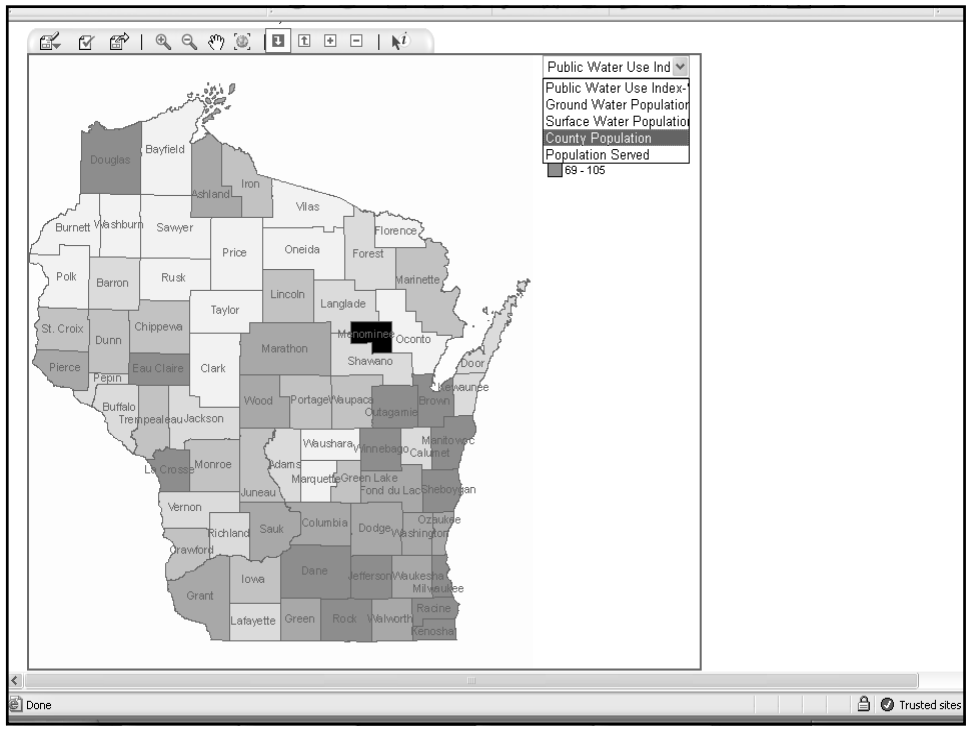 Public Water Use Ind
Public Water Use Index-
Ground Water Population
Surface Water Population
County Population
Population Served
69 - 105
Douglas
Bayfield
Ashland
Iron
Vilas
Florence
Burnett
Washburn
Sawyer
Price
Oneida
Forest
Marinette
Polk
Barron
Rusk
Lincoln
Langlade
Taylor
St. Croix
Dunn
Chippewa
Marathon
Menominee
Oconto
Shawano
Door
Pierce
Pepin
Eau Claire
Clark
Kewaunee
Buffalo
Trempealeau
Jackson
Wood
Portage
Waupaca
Outagamie
Brown
La Crosse
Monroe
Juneau
Adams
Waushara
Winnebago
Calumet
Manitowoc
Marquette
Green Lake
Fond du Lac
Sheboygan
Vernon
Richland
Sauk
Columbia
Dodge
Ozaukee
Washington
Crawford
Iowa
Dane
Jefferson
Waukesha
Milwaukee
Grant
Lafayette
Green
Rock
Walworth
Racine
Kenosha
Done
Trusted sites